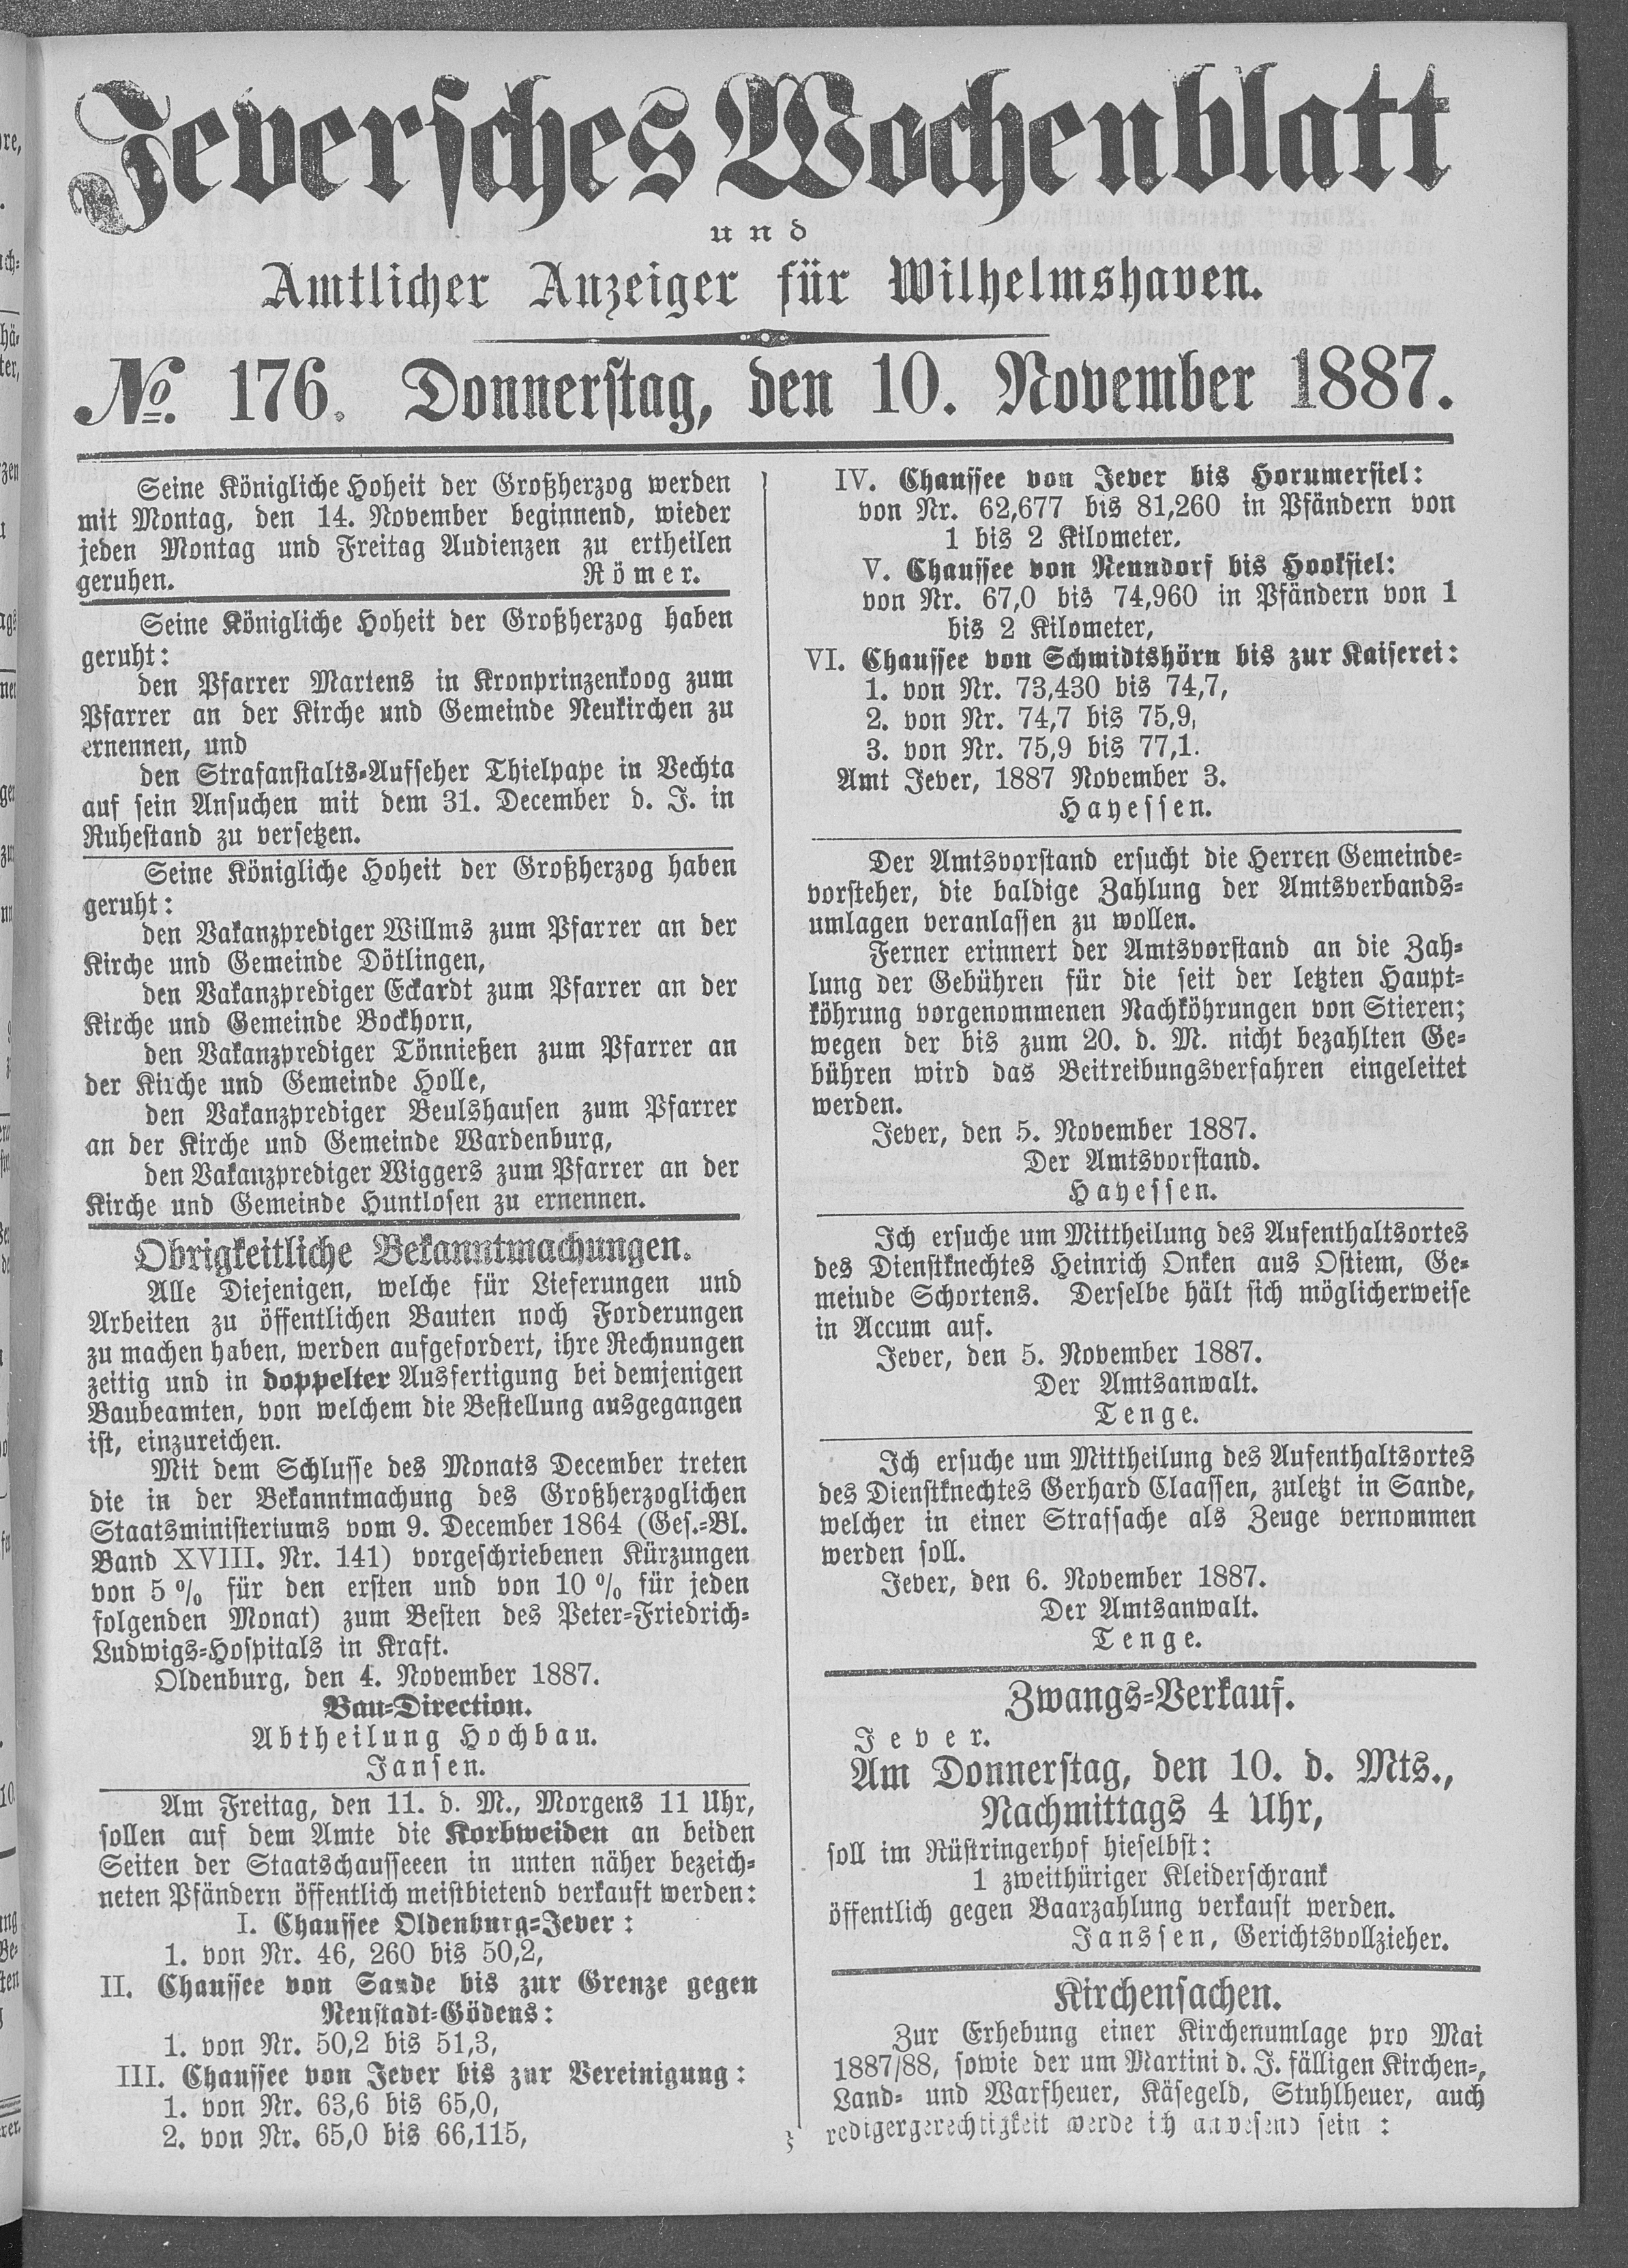 Jeversches Wochenblatt
und
Amtlicher Anzeiger für Wilhelmshaven.
No. 176. Donnerstag, den 10. November 1887.
Seine Königliche Hoheit der Großherzog werden
mit Montag, den 14. November beginnend, wieder
jeden Montag und Freitag Audienzen zu ertheilen
geruhen. Römer.
Seine Königliche Hoheit der Großherzog haben
geruht:
den Pfarrer Martens in Kronprinzenkoog zum
Pfarrer an der Kirche und Gemeinde Neukirchen zu
ernennen, und
den Strafanstalts-Aufseher Thielpape in Vechta
auf sein Ansuchen mit dem 31. December d. J. in
Ruhestand zu versetzen.
Seine Königliche Hoheit der Großherzog haben
geruht:
den Vakanzprediger Willms zum Pfarrer an der
Kirche und Gemeinde Dötlingen,
den Vakanzprediger Eckardt zum Pfarrer an der
Kirche und Gemeinde Bockhorn,
den Vakanzprediger Tönnießen zum Pfarrer an
der Kirche und Gemeinde Holle,
den Vakanzprediger Beulshausen zum Pfarrer
an der Kirche und Gemeinde Wardenburg,
den Vakanzprediger Wiggers zum Pfarrer an der
Kirche und Gemeinde Huntlosen zu ernennen.
Obrigkeitliche Bekanntmachungen.
Alle Diejenigen, welche für Lieferungen und
Arbeiten zu öffentlichen Bauten noch Forderungen
zu machen haben, werden aufgefordert, ihre Rechnungen
zeitig und in doppelter Ausfertigung bei demjenigen
Baubeamten, von welchem die Bestellung ausgegangen
ist, einzureichen.
Mit dem Schlusse des Monats December treten
die in der Bekanntmachung des Großherzoglichen
Staatsministeriums vom 9. December 1864 (Ges.-Bl.
Band XVIII. Nr. 141) vorgeschriebenen Kürzungen
von 5 % für den ersten und von 10 % für jeden
folgenden Monat) zum Besten des Peter-Friedrich-
Ludwigs-Hospitals in Kraft.
Oldenburg, den 4. November 1887.
Bau-Direction.
Abtheilung Hochbau.
Jansen.
Am Freitag, den 11. d. M., Morgens 11 Uhr,
sollen auf dem Amte die Korbweiden an beiden
Seiten der Staatschausseeen in unten näher bezeich-
neten Pfändern öffentlich meistbietend verkauft werden:
I. Chaussee Oldenburg-Jever:
1. von Nr. 46, 260 bis 50,2,
II. Chaussee von Sande bis zur Grenze gegen
Neustadt-Gödens:
1. von Nr. 50,2 bis 51,3,
III. Chaussee von Jever bis zur Vereinigung:
1. von Nr. 63,6 bis 65,0,
2. von Nr. 65,0 bis 66,115,
IV. Chaussee von Jever bis Horumersiel:
von Nr. 62,677 bis 81,260 in Pfändern von
1 bis 2 Kilometer.
V. Chaussee von Nenndorf bis Hooksiel:
von Nr. 67,0 bis 74,960 in Pfändern von 1
bis 2 Kilometer,
VI. Chaussee von Schmidtshörn bis zur Kaiserei:
1. von Nr. 73,430 bis 74,7,
2. von Nr. 74,7 bis 75,9,
3. von Nr. 75,9 bis 77,1.
Amt Jever, 1887 November 3.
Hayessen.
Der Amtsvorstand ersucht die Herren Gemeinde-
vorsteher, die baldige Zahlung der Amtsverbands-
umlagen veranlassen zu wollen.
Ferner erinnert der Amtsvorstand an die Zah-
lung der Gebühren für die seit der letzten Haupt-
köhrung vorgenommenen Nachköhrungen von Stieren;
wegen der bis zum 20. d. M. nicht bezahlten Ge-
bühren wird das Beitreibungsverfahren eingeleitet
werden.
Jever, den 5. November 1887.
Der Amtsvorstand.
Hayessen.
Ich ersuche um Mittheilung des Aufenthaltsortes
des Dienstknechtes Heinrich Onken aus Ostiem, Ge-
meinde Schortens. Derselbe hält sich möglicherweise
in Accum auf.
Jever, den 5. November 1887.
Der Amtsanwalt.
Tenge.
Ich ersuche um Mittheilung des Aufenthaltsortes
des Dienstknechtes Gerhard Claassen, zuletzt in Sande,
welcher in einer Strafsache als Zeuge vernommen
werden soll.
Jever, den 6. November 1887.
Der Amtsanwalt.
Tenge.
Zwangs-Verkauf.
Jever.
Am Donnerstag, den 10. d. Mts.,
Nachmittags 4 Uhr,
soll im Rüstringerhof hieselbst:
1 zweithüriger Kleiderschrank
öffentlich gegen Baarzahlung verkauft werden.
Janssen, Gerichtsvollzieher.
Kirchensachen.
Zur Erhebung einer Kirchenumlage pro Mai
1887/88, sowie der um Martini d. J. fälligen Kirchen-,
Land- und Warfheuer, Käsegeld, Stuhlheuer, auch
redigergerechtigkeit werde ich anwesend sein: